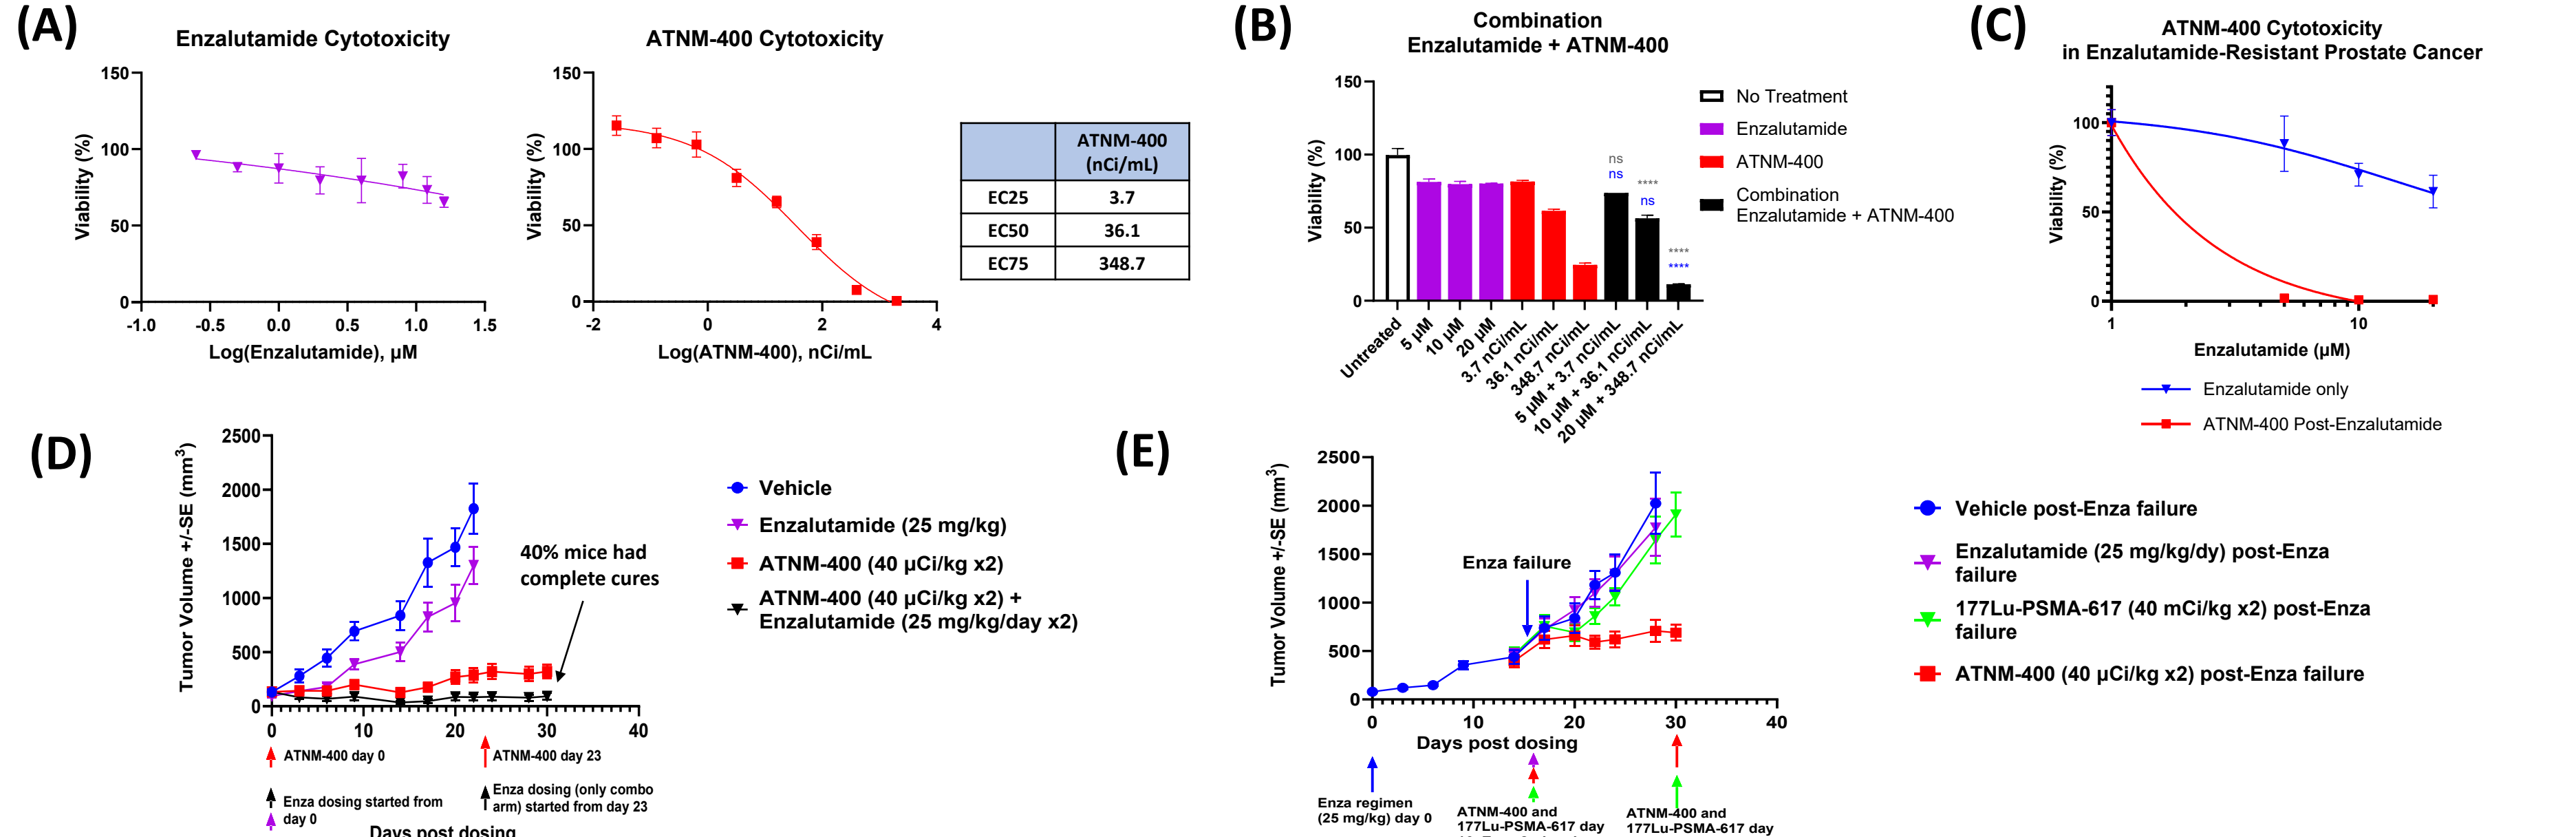 (A)
Enzalutamide Cytotoxicity
150
100
50
0
Viability (%)
-1.0 -0.5 0.0 0.5 1.0 1.5
Log(Enzalutamide), µM
ATNM-400 Cytotoxicity
150
100
50
0
Viability (%)
-2 0 2 4
Log(ATNM-400), nCi/mL
ATNM-400
(nCi/mL)
EC25 3.7
EC50 36.1
EC75 348.7
(B)
Combination
Enzalutamide + ATNM-400
150
100
50
0
Viability (%)
ns
ns
****
ns
****
****
Untreated
5 µM
10 µM
20 µM
3.7 nCi/mL
36.1 nCi/mL
348.7 nCi/mL
5 µM + 3.7 nCi/mL
10 µM + 36.1 nCi/mL
20 µM + 348.7 nCi/mL
No Treatment
Enzalutamide
ATNM-400
Combination
Enzalutamide + ATNM-400
(C)
ATNM-400 Cytotoxicity
in Enzalutamide-Resistant Prostate Cancer
100
50
0
Viability (%)
1 10
Enzalutamide (µM)
Enzalutamide only
ATNM-400 Post-Enzalutamide
(D)
2500
2000
1500
1000
500
0
Tumor Volume +/-SE (mm3)
0 10 20 30 40
40% mice had
complete cures
Vehicle
Enzalutamide (25 mg/kg)
ATNM-400 (40 µCi/kg x2)
ATNM-400 (40 µCi/kg x2) +
Enzalutamide (25 mg/kg/day x2)
ATNM-400 day 0
ATNM-400 day 23
Enza dosing started from
day 0
Enza dosing (only combo
arm) started from day 23
Days post dosing
(E)
2500
2000
1500
1000
500
0
Tumor Volume +/-SE (mm3)
Enza failure
0 10 20 30 40
Days post dosing
Enza regimen
(25 mg/kg) day 0
ATNM-400 and
177Lu-PSMA-617 day
ATNM-400 and
177Lu-PSMA-617 day
Vehicle post-Enza failure
Enzalutamide (25 mg/kg/dy) post-Enza
failure
177Lu-PSMA-617 (40 mCi/kg x2) post-Enza
failure
ATNM-400 (40 µCi/kg x2) post-Enza failure